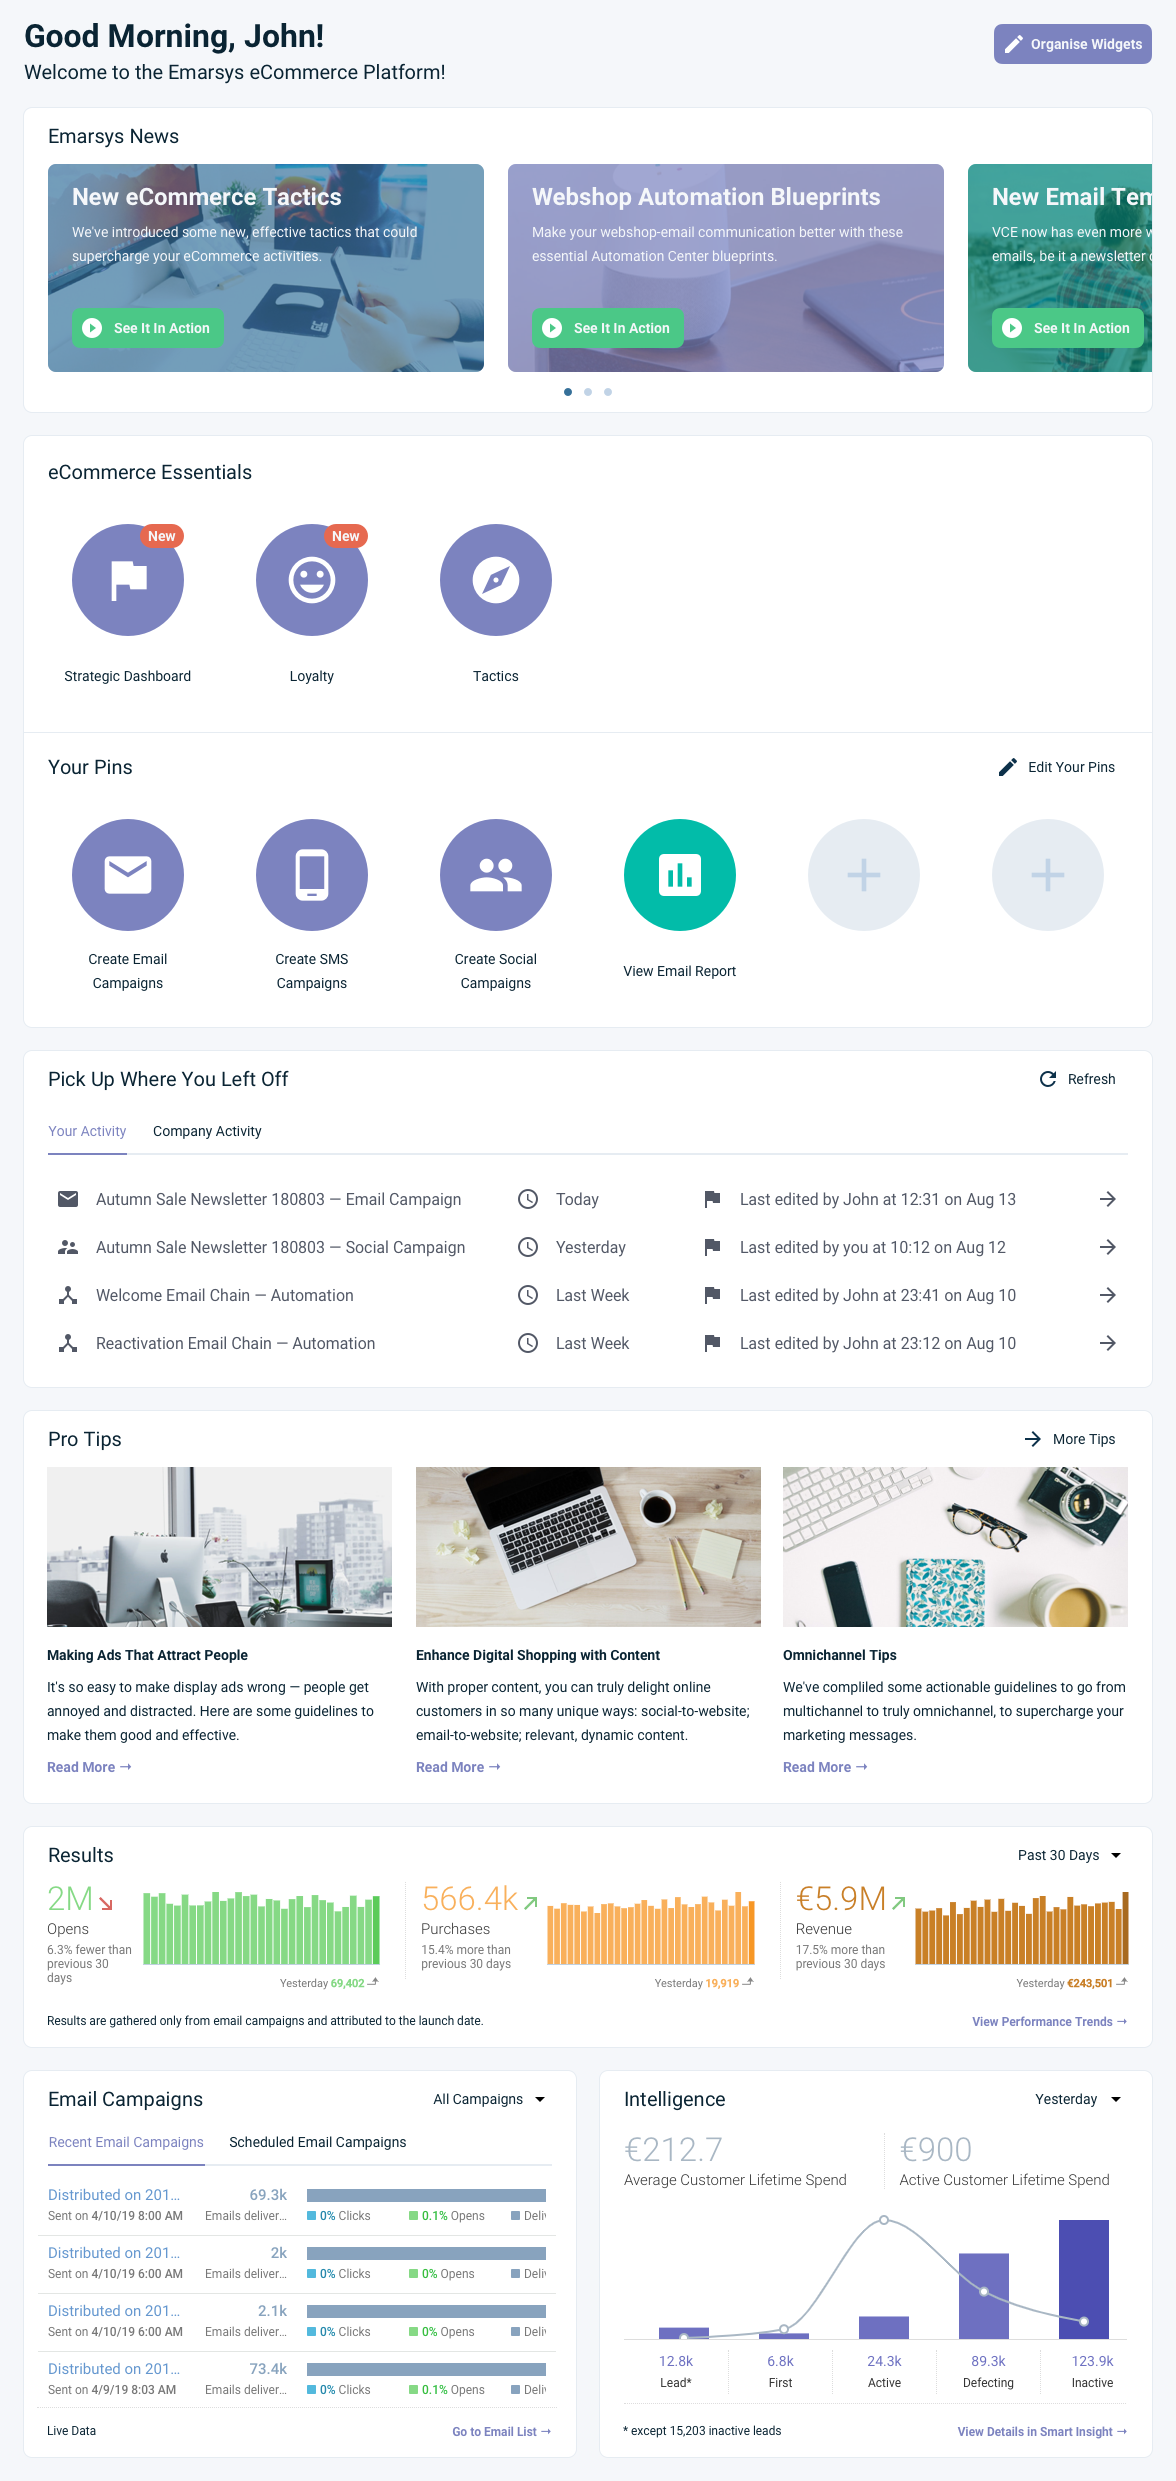 Good Morning, John!
Welcome to the Emarsys eCommerce Platform!
Organise Widgets
Emarsys News
New eCommerce Tactics
We've introduced some new, effective tactics that could
supercharge your eCommerce activities.
See It In Action
Webshop Automation Blueprints
Make your webshop-email communication better with these
essential Automation Center blueprints.
See It In Action
New Email Tem
VCE now has even more w
emails, be it a newsletter
See It In Action
eCommerce Essentials
New
New
Strategic Dashboard
Loyalty
Tactics
Your Pins
Edit Your Pins
Create Email
Campaigns
Create SMS
Campaigns
Create Social
Campaigns
View Email Report
Pick Up Where You Left Off
Refresh
Your Activity
Company Activity
Autumn Sale Newsletter 180803 — Email Campaign
Today
Last edited by John at 12:31 on Aug 13
Autumn Sale Newsletter 180803 — Social Campaign
Yesterday
Last edited by you at 10:12 on Aug 12
Welcome Email Chain — Automation
Last Week
Last edited by John at 23:41 on Aug 10
Reactivation Email Chain — Automation
Last Week
Last edited by John at 23:12 on Aug 10
Pro Tips
More Tips
Making Ads That Attract People
It's so easy to make display ads wrong — people get
annoyed and distracted. Here are some guidelines to
make them good and effective.
Read More →
Enhance Digital Shopping with Content
With proper content, you can truly delight online
customers in so many unique ways: social-to-website;
email-to-website; relevant, dynamic content.
Read More →
Omnichannel Tips
We've compliled some actionable guidelines to go from
multichannel to truly omnichannel, to supercharge your
marketing messages.
Read More →
Results
Past 30 Days
2M
Opens
6.3% fewer than
previous 30
days
Yesterday 69,402
566.4k
Purchases
15.4% more than
previous 30 days
Yesterday 19,919
€5.9M
Revenue
17.5% more than
previous 30 days
Yesterday €243,501
Results are gathered only from email campaigns and attributed to the launch date.
View Performance Trends →
Email Campaigns
All Campaigns
Recent Email Campaigns
Scheduled Email Campaigns
Distributed on 201...
69.3k
Sent on 4/10/19 8:00 AM
Emails deliver...
0% Clicks
0.1% Opens
Deliv
Distributed on 201...
2k
Sent on 4/10/19 6:00 AM
Emails deliver...
0% Clicks
0% Opens
Deliv
Distributed on 201...
2.1k
Sent on 4/10/19 6:00 AM
Emails deliver...
0% Clicks
0% Opens
Deliv
Distributed on 201...
73.4k
Sent on 4/9/19 8:03 AM
Emails deliver...
0% Clicks
0.1% Opens
Deliv
Live Data
Go to Email List →
Intelligence
Yesterday
€212.7
Average Customer Lifetime Spend
€900
Active Customer Lifetime Spend
12.8k
Lead*
6.8k
First
24.3k
Active
89.3k
Defecting
123.9k
Inactive
* except 15,203 inactive leads
View Details in Smart Insight →